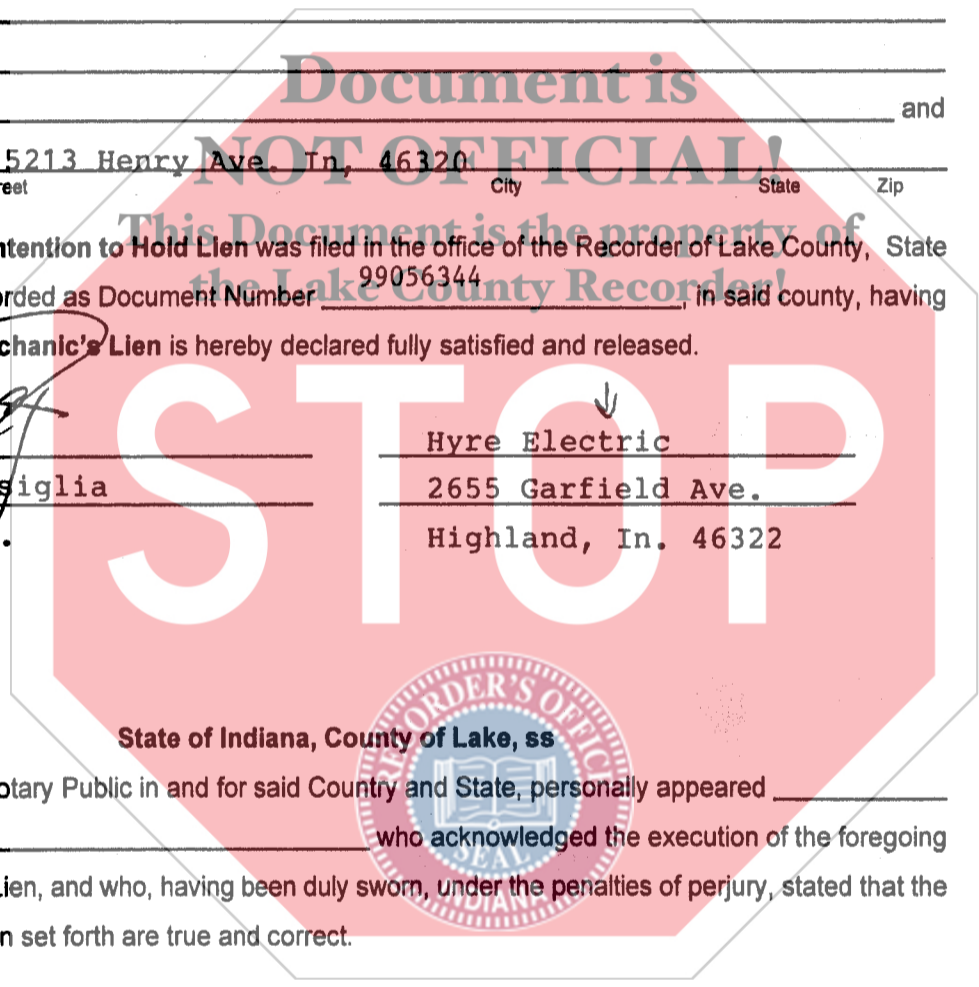 Document is
and
NOT OFFICIAL!
5213 Henry Ave. In, 46320
reet City State Zip
This Document is the property of
ntention to Hold Lien was filed in the office of the Recorder of Lake County, State
the Lake County Recorder!
orded as Document Number 99056344, in said county, having
chanic's Lien is hereby declared fully satisfied and released.
STOP
Hyre Electric
siglia 2655 Garfield Ave.
Highland, In. 46322
RECORDER'S OFFICE
State of Indiana, County of Lake, ss
otary Public in and for said Country and State, personally appeared
who acknowledged the execution of the foregoing
SEAL
ien, and who, having been duly sworn, under the penalties of perjury, stated that the
INDIANA
n set forth are true and correct.